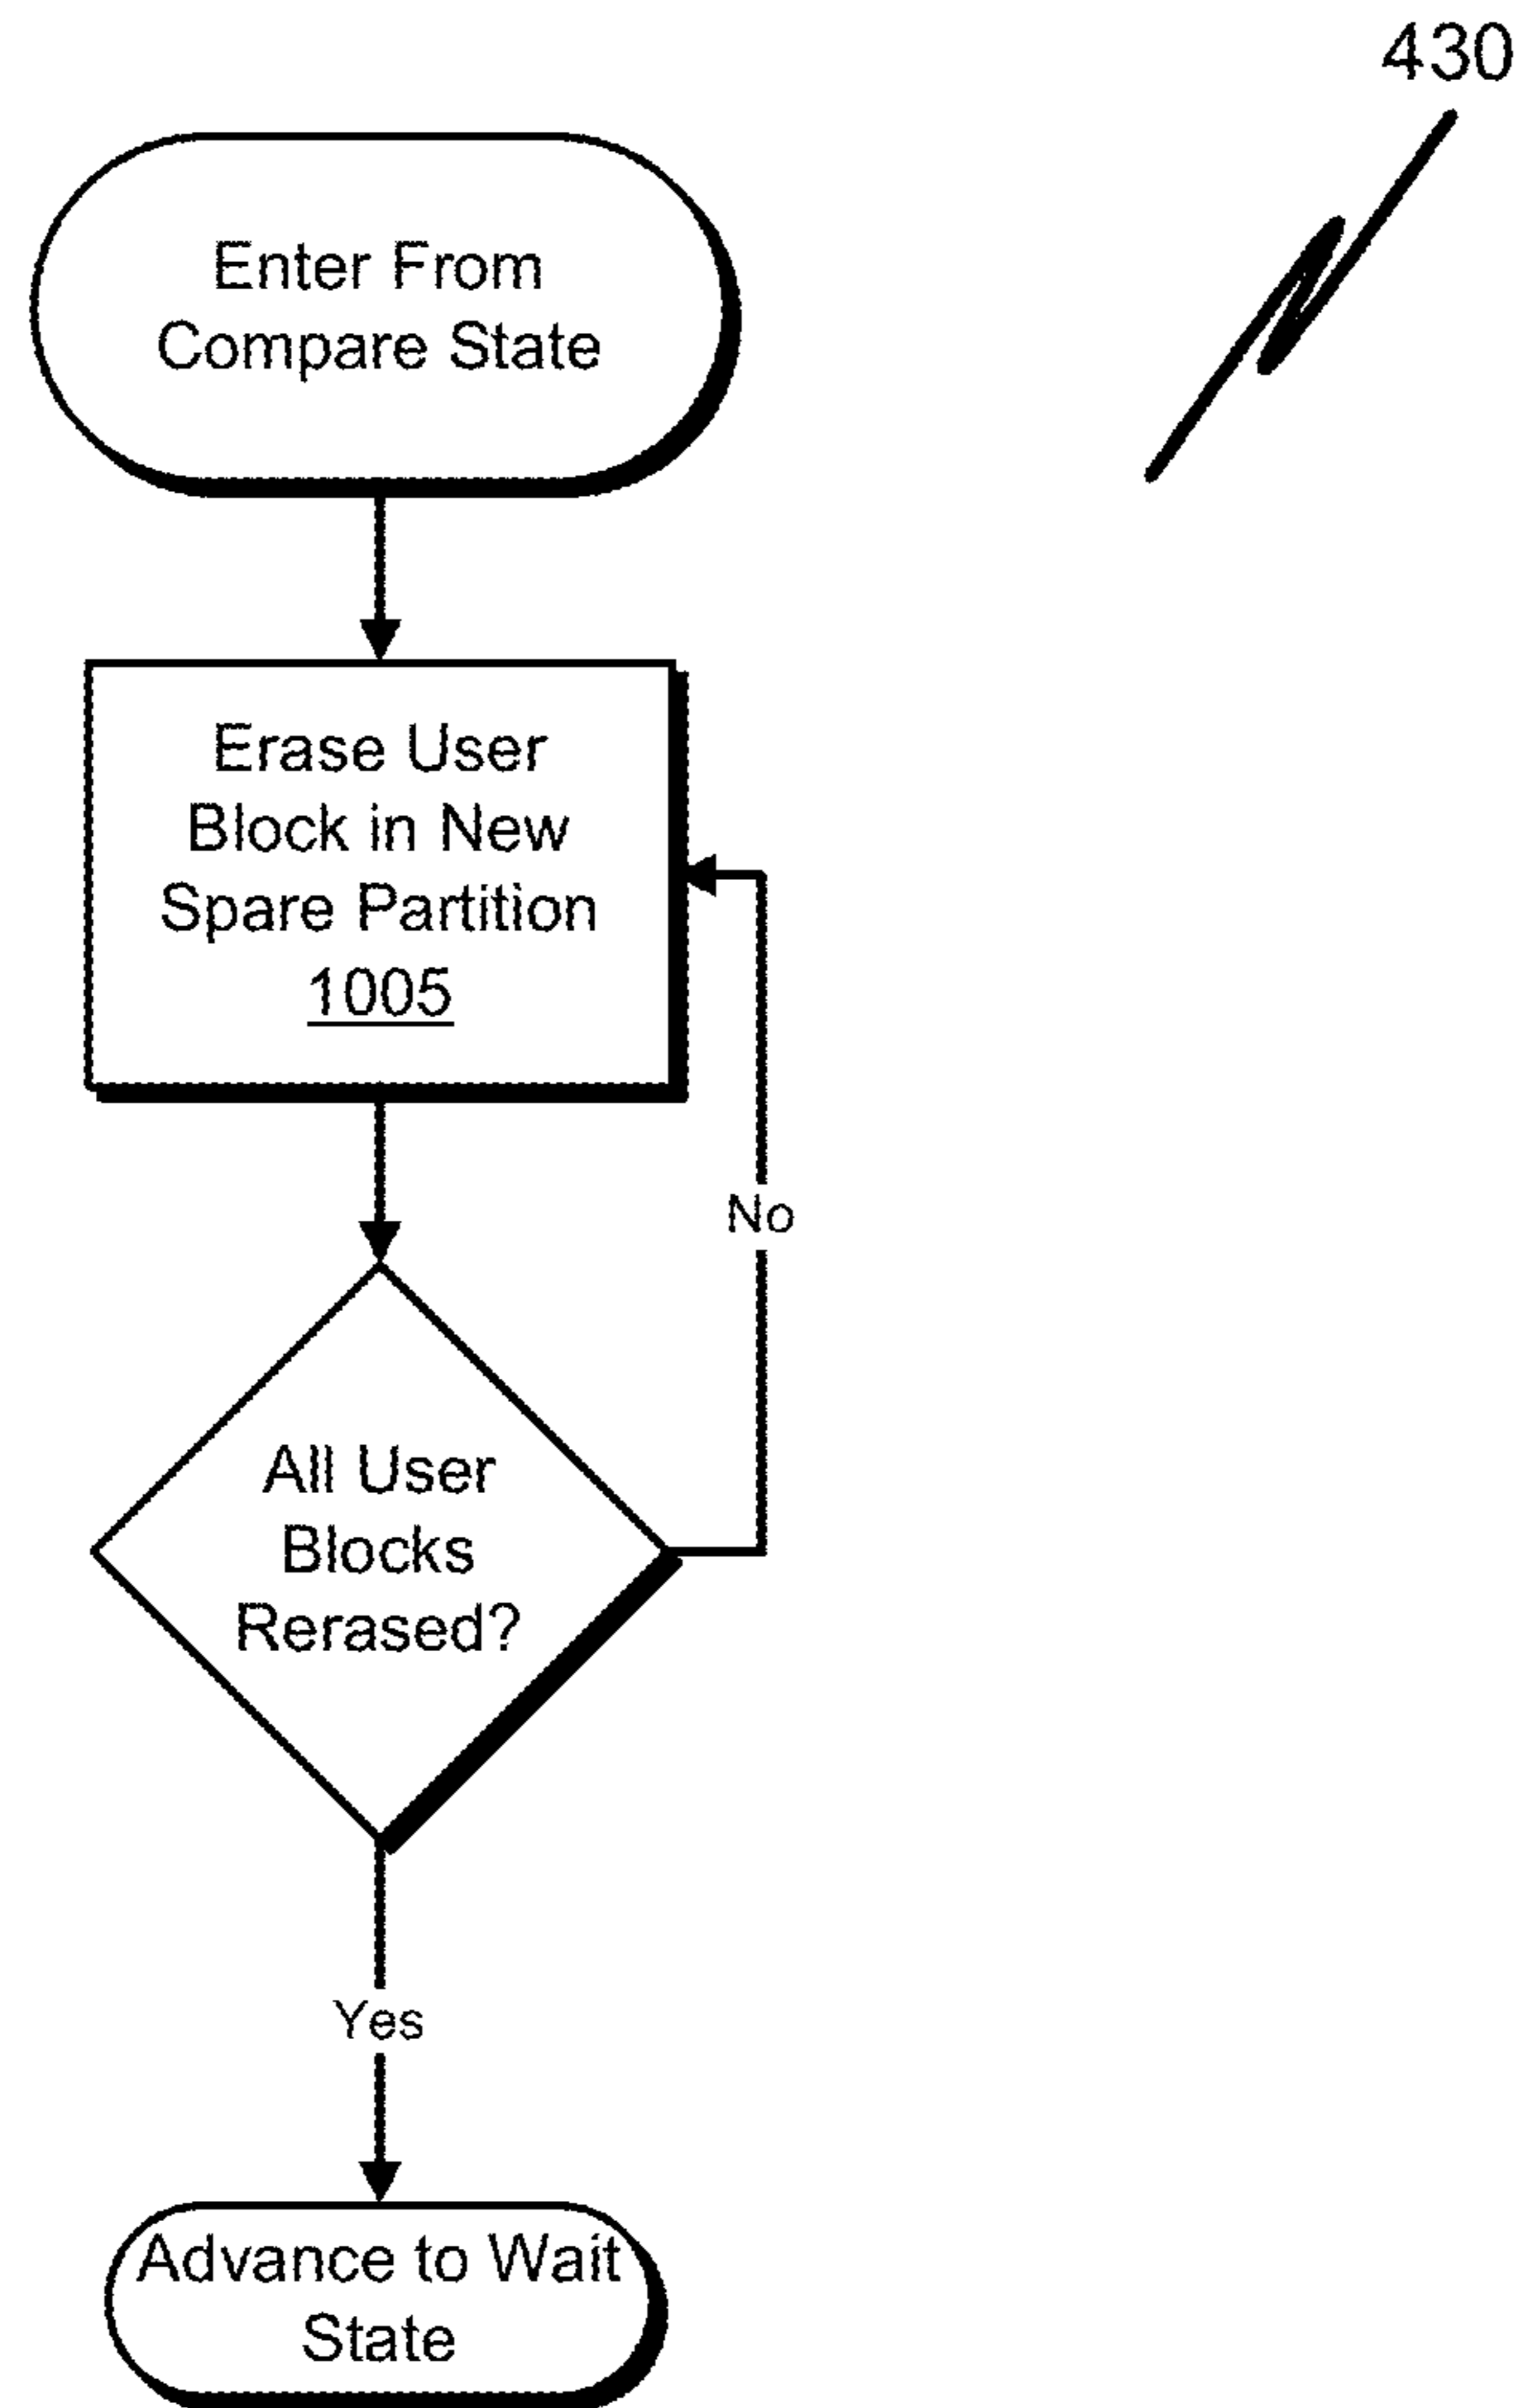 430
Enter From
Compare State
Erase User
Block in New
Spare Partition
1005
No
All User
Blocks
Rerased?
Yes
Advance to Wait
State